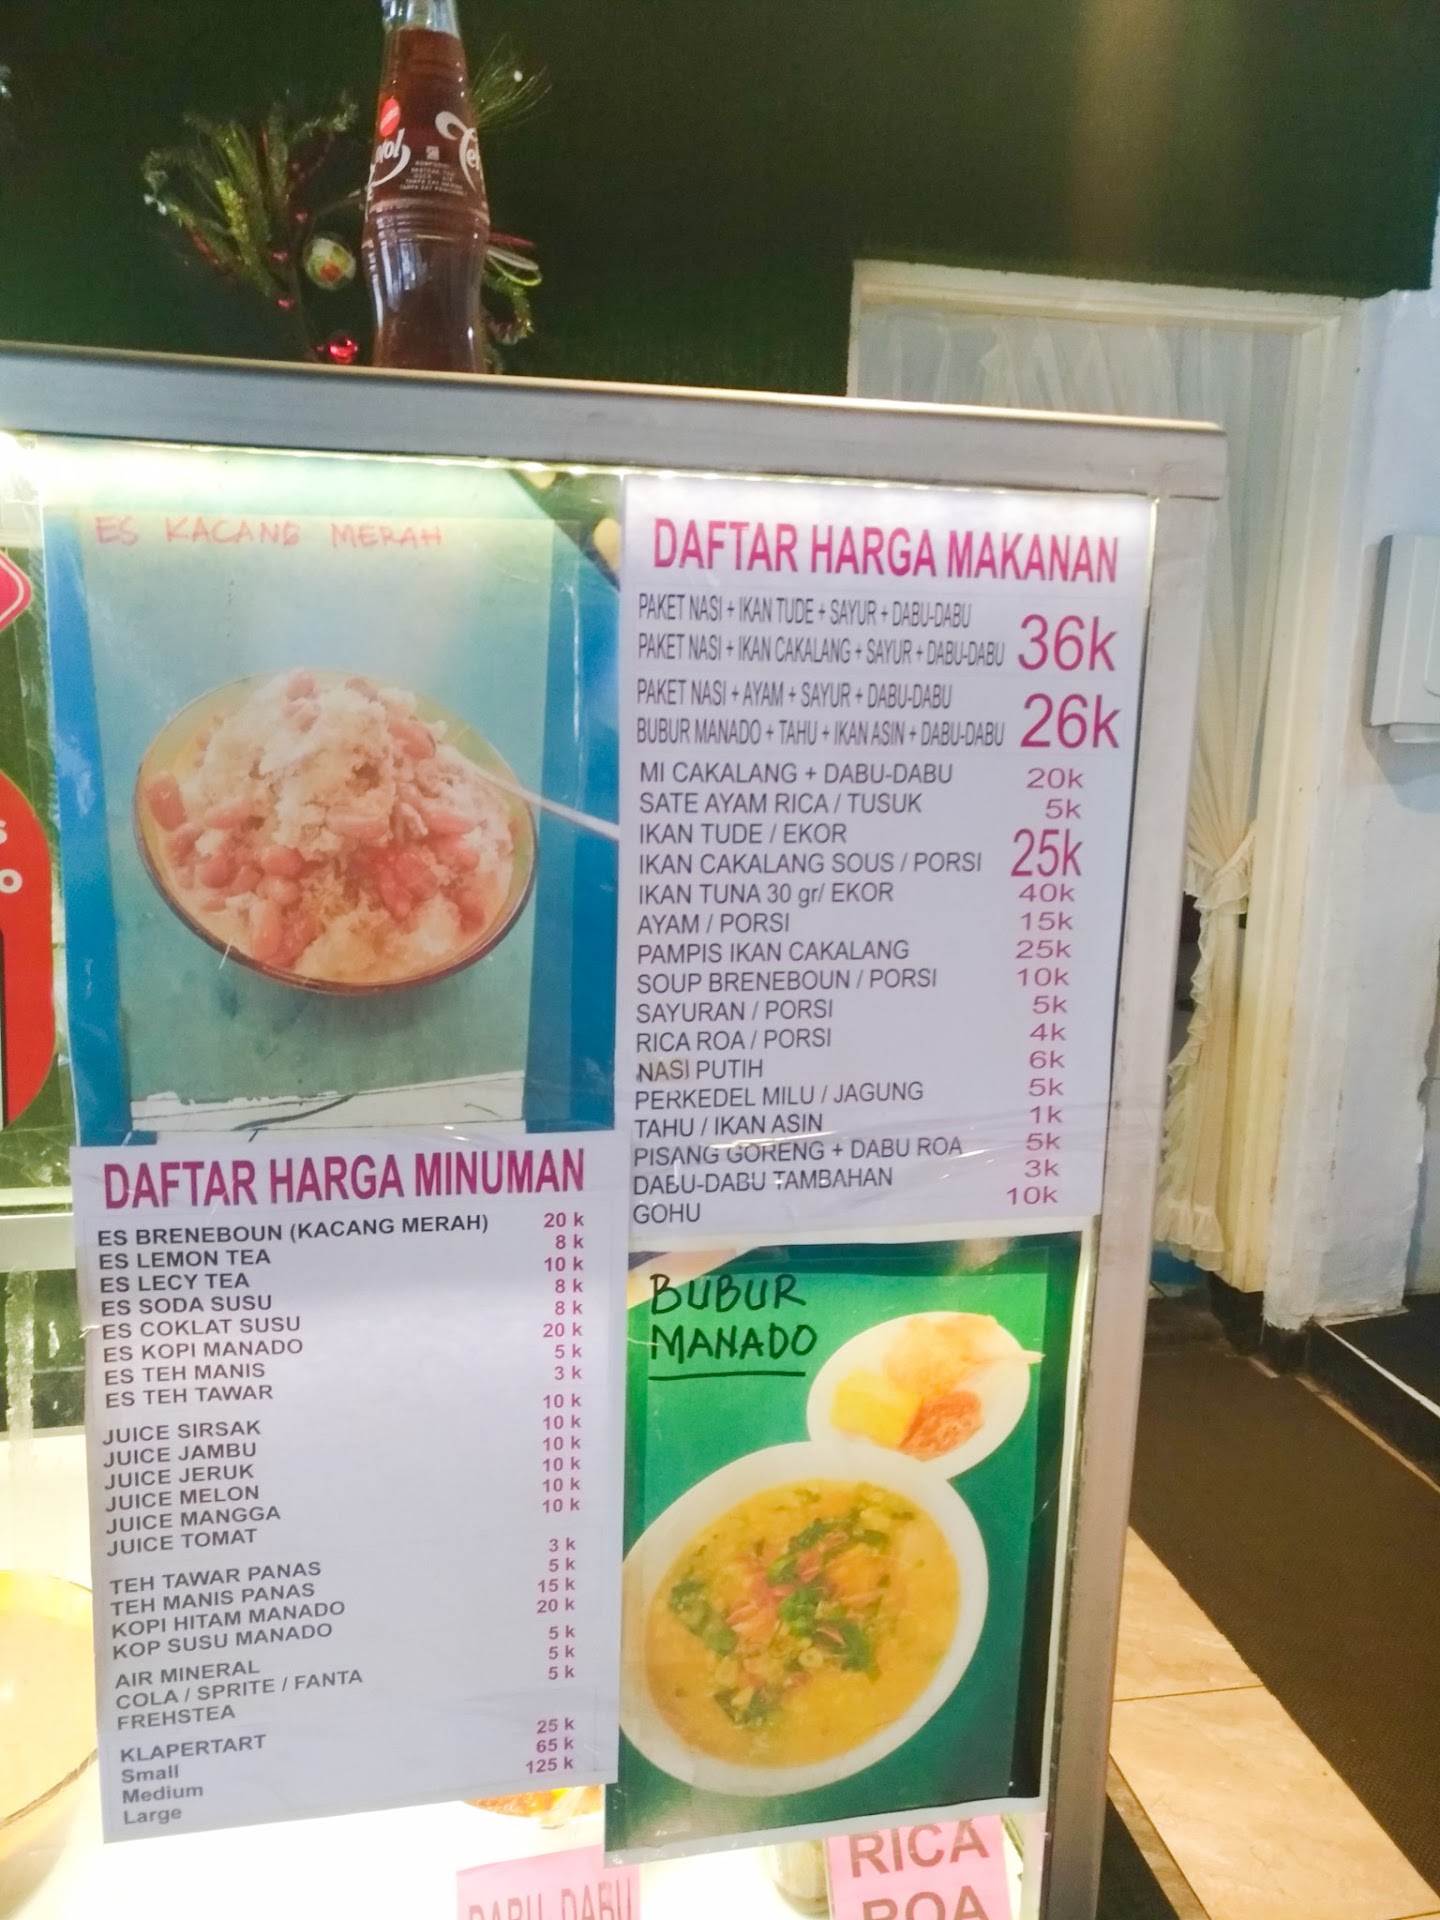 ES KACANG MERAH
DAFTAR HARGA MAKANAN
PAKET NASI + IKAN TUDE + SAYUR + DABU-DABU
PAKET NASI + IKAN CAKALANG + SAYUR + DABU-DABU 36k
PAKET NASI + AYAM + SAYUR + DABU-DABU
BUBUR MANADO + TAHU + IKAN ASIN + DABU-DABU 26k
MI CAKALANG + DABU-DABU 20k
SATE AYAM RICA / TUSUK 5k
IKAN TUDE / EKOR
IKAN CAKALANG SOUS / PORSI 25k
IKAN TUNA 30 gr/ EKOR 40k
AYAM / PORSI 15k
PAMPIS IKAN CAKALANG 25k
SOUP BRENEBOUN / PORSI 10k
SAYURAN / PORSI 5k
RICA ROA / PORSI 4k
NASI PUTIH 6k
PERKEDEL MILU / JAGUNG 5k
TAHU / IKAN ASIN 1k
PISANG GORENG + DABU ROA 5k
DABU-DABU TAMBAHAN 3k
GOHU 10k
DAFTAR HARGA MINUMAN
ES BRENEBOUN (KACANG MERAH) 20 k
ES LEMON TEA 8 k
ES LECY TEA 10 k
ES SODA SUSU 8 k
ES COKLAT SUSU 8 k
ES KOPI MANADO 20 k
ES TEH MANIS 5 k
ES TEH TAWAR 3 k
JUICE SIRSAK 10 k
JUICE JAMBU 10 k
JUICE JERUK 10 k
JUICE MELON 10 k
JUICE MANGGA 10 k
JUICE TOMAT 10 k
TEH TAWAR PANAS 3 k
TEH MANIS PANAS 5 k
KOPI HITAM MANADO 15 k
KOP SUSU MANADO 20 k
AIR MINERAL 5 k
COLA / SPRITE / FANTA 5 k
FREHSTEA 5 k
KLAPERTART
Small 25 k
Medium 65 k
Large 125 k
BUBUR
MANADO
DABU-DABU
RICA
ROA